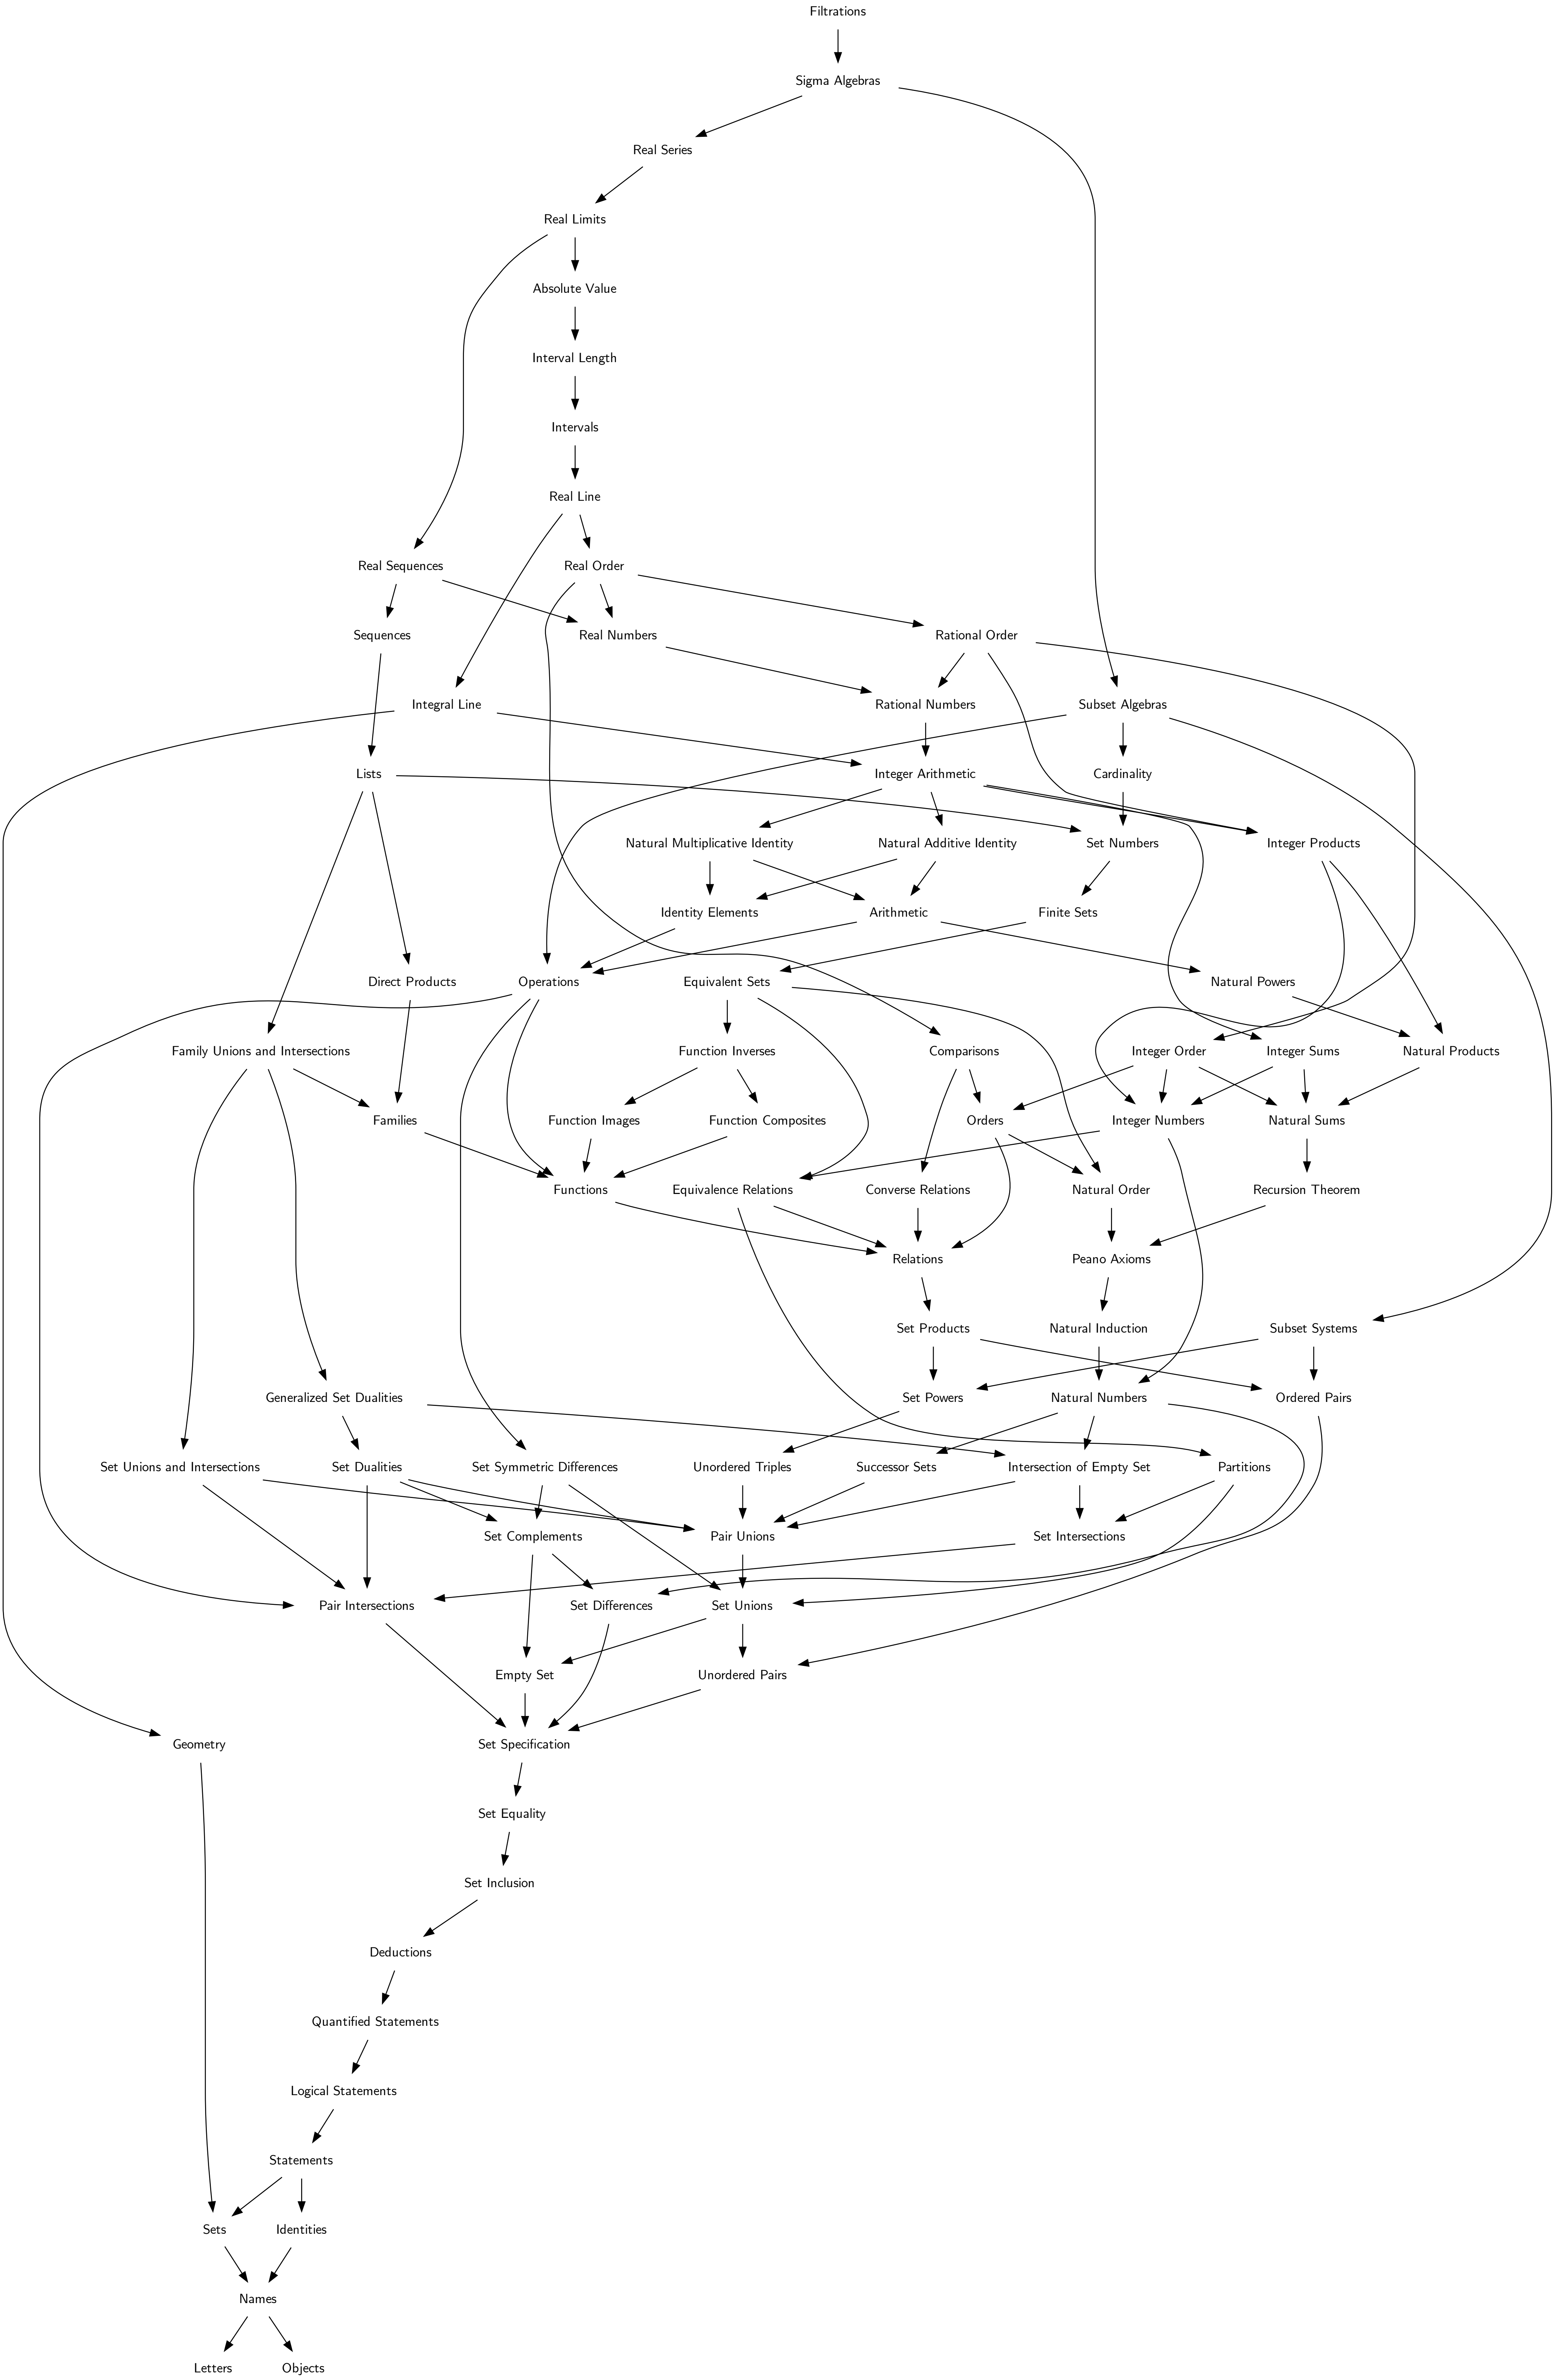 Filtrations
Sigma Algebras
Real Series
Real Limits
Absolute Value
Interval Length
Intervals
Real Line
Real Sequences
Real Order
Sequences
Real Numbers
Rational Order
Integral Line
Rational Numbers
Subset Algebras
Lists
Integer Arithmetic
Cardinality
Natural Multiplicative Identity
Natural Additive Identity
Set Numbers
Integer Products
Identity Elements
Arithmetic
Finite Sets
Direct Products
Operations
Equivalent Sets
Natural Powers
Family Unions and Intersections
Function Inverses
Comparisons
Integer Order
Integer Sums
Natural Products
Families
Function Images
Function Composites
Orders
Integer Numbers
Natural Sums
Functions
Equivalence Relations
Converse Relations
Natural Order
Recursion Theorem
Relations
Peano Axioms
Set Products
Natural Induction
Subset Systems
Generalized Set Dualities
Set Powers
Natural Numbers
Ordered Pairs
Set Unions and Intersections
Set Dualities
Set Symmetric Differences
Unordered Triples
Successor Sets
Intersection of Empty Set
Partitions
Set Complements
Pair Unions
Set Intersections
Pair Intersections
Set Differences
Set Unions
Empty Set
Unordered Pairs
Geometry
Set Specification
Set Equality
Set Inclusion
Deductions
Quantified Statements
Logical Statements
Statements
Sets
Identities
Names
Letters
Objects